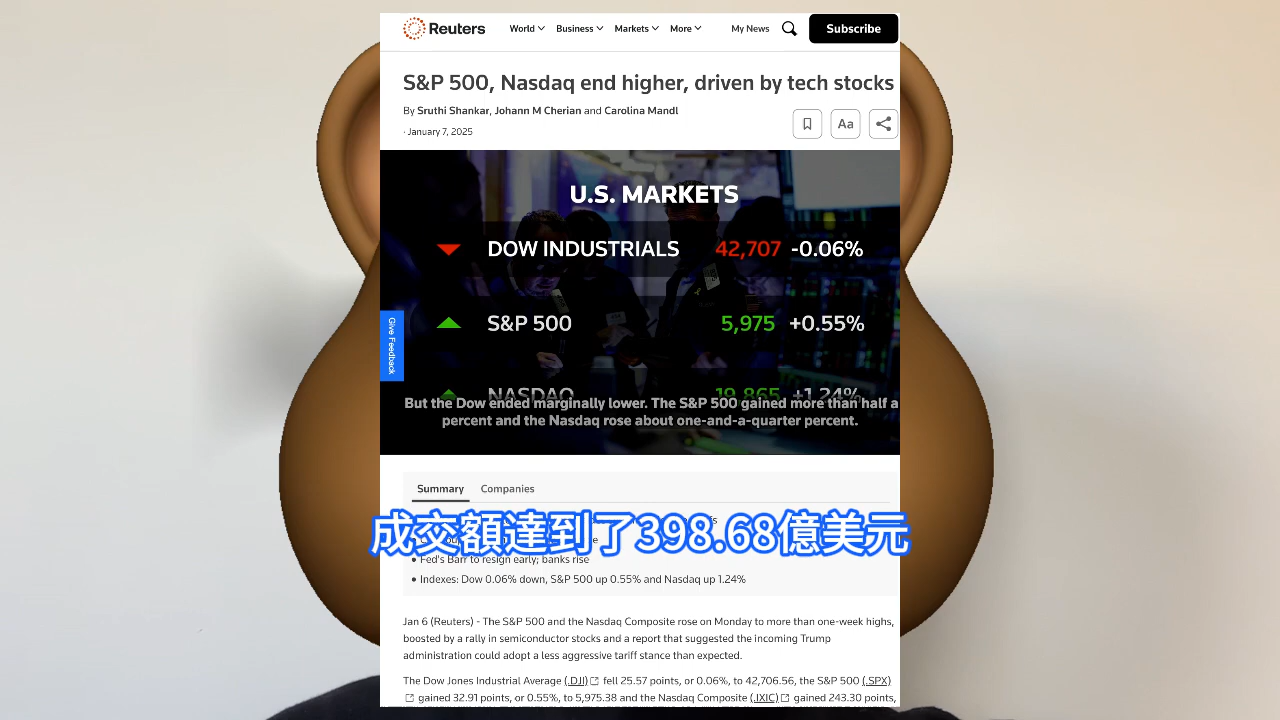 Reuters
World Business Markets More My News Subscribe
S&P 500, Nasdaq end higher, driven by tech stocks
By Sruthi Shankar, Johann M Cherian and Carolina Mandl
· January 7, 2025
Aa
U.S. MARKETS
DOW INDUSTRIALS 42,707 -0.06%
S&P 500 5,975 +0.55%
NASDAQ 19,865 +1.24%
Give Feedback
But the Dow ended marginally lower. The S&P 500 gained more than half a
percent and the Nasdaq rose about one-and-a-quarter percent.
Summary Companies
成交額達到了398.68億美元
Fed's Barr to resign early; banks rise
Indexes: Dow 0.06% down, S&P 500 up 0.55% and Nasdaq up 1.24%
Jan 6 (Reuters) - The S&P 500 and the Nasdaq Composite rose on Monday to more than one-week highs,
boosted by a rally in semiconductor stocks and a report that suggested the incoming Trump
administration could adopt a less aggressive tariff stance than expected.
The Dow Jones Industrial Average (.DJI) fell 25.57 points, or 0.06%, to 42,706.56, the S&P 500 (.SPX)
gained 32.91 points, or 0.55%, to 5,975.38 and the Nasdaq Composite (.IXIC) gained 243.30 points,